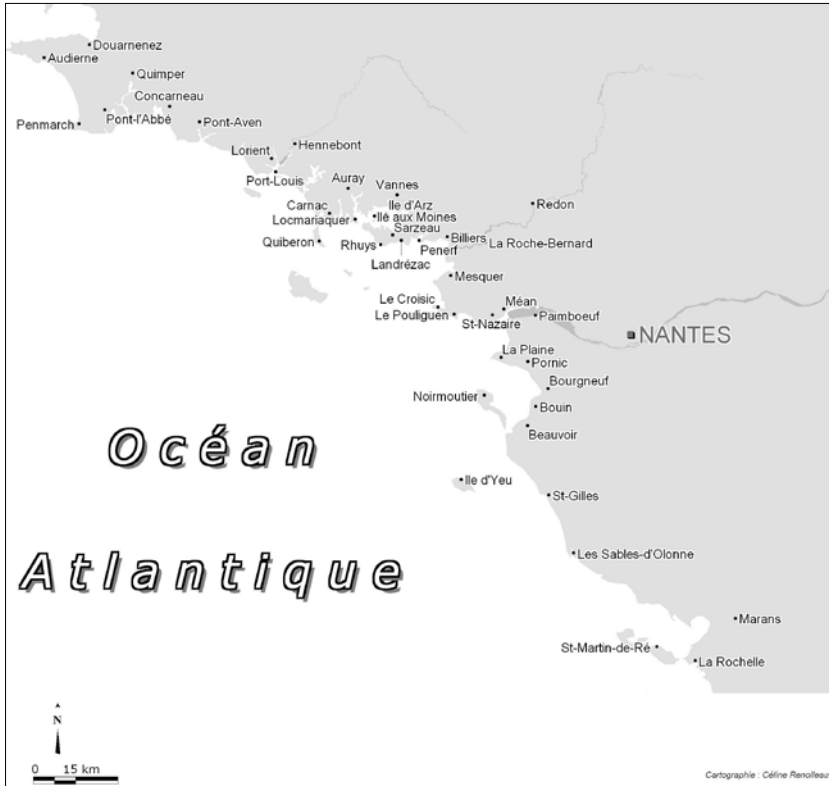 Douarnenez
Audierne
Quimper
Concarneau
Pont-l'Abbé
Pont-Aven
Penmarch
Hennebont
Lorient
Port-Louis
Auray
Vannes
Ile d'Arz
Redon
Carnac
Ile aux Moines
Locmariaquer
Sarzeau
Billiers
Quiberon
Rhuys
Penerf
La Roche-Bernard
Landrézac
Mesquer
Le Croisic
Méan
Le Pouliguen
St-Nazaire
Paimboeuf
NANTES
La Plaine
Pornic
Bourgneuf
Noirmoutier
Bouin
Beauvoir
Océan
Ile d'Yeu
St-Gilles
Les Sables-d'Olonne
Atlantique
Marans
St-Martin-de-Ré
La Rochelle
N
0 15 km
Cartographie : Céline Renolleau